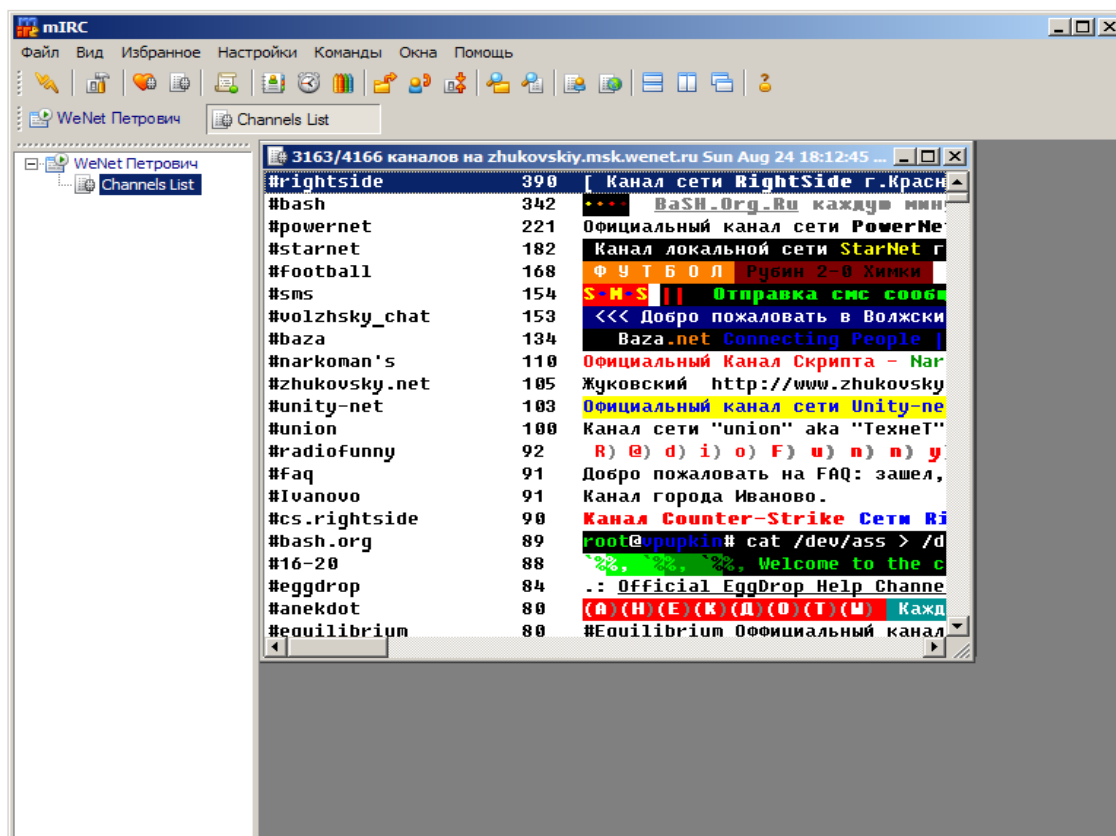 mIRC
Файл Вид Избранное Настройки Команды Окна Помощь
WeNet Петрович Channels List
WeNet Петрович
Channels List
3163/4166 каналов на zhukovskiy.msk.wenet.ru Sun Aug 24 18:12:45 ...
#rightside 390 [ Канал сети RightSide г.Красн
#bash 342 •••• BaSH.Org.Ru каждую мин
#powernet 221 Официальный канал сети PowerNe
#starnet 182 Канал локальной сети StarNet г
#football 168 Ф У Т Б О Л Рубин 2-0 Химки
#sms 154 S•M•S || Отправка смс сообщ
#volzhsky_chat 153 <<< Добро пожаловать в Волжски
#baza 134 Baza.net Connecting People |
#narkoman's 110 Официальный Канал Скрипта - Nar
#zhukovsky.net 105 Жуковский http://www.zhukovsky
#unity-net 103 Официальный канал сети Unity-ne
#union 100 Канал сети "union" aka "ТехнеТ"
#radiofunny 92 R) @) d) i) o) F) u) n) n) y)
#faq 91 Добро пожаловать на FAQ: зашел,
#Ivanovo 91 Канал города Иваново.
#cs.rightside 90 Канал Counter-Strike Сети Ri
#bash.org 89 root@vpupkin# cat /dev/ass > /d
#16-20 88 `%%, `%%, `%%, Welcome to the c
#eggdrop 84 .: Official EggDrop Help Channe
#anekdot 80 (А)(Н)(Е)(К)(Д)(О)(Т)(Ы) Кажд
#equilibrium 80 #Equilibrium Оффициальный канал